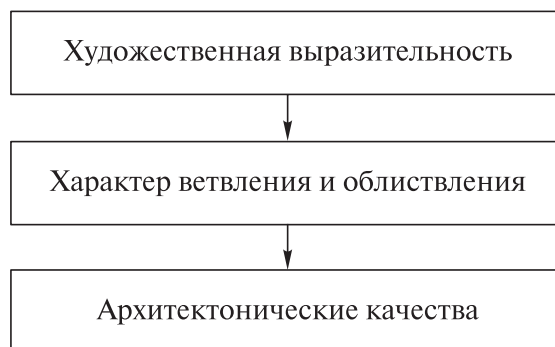 Художественная выразительность
Характер ветвления и облиствления
Архитектонические качества